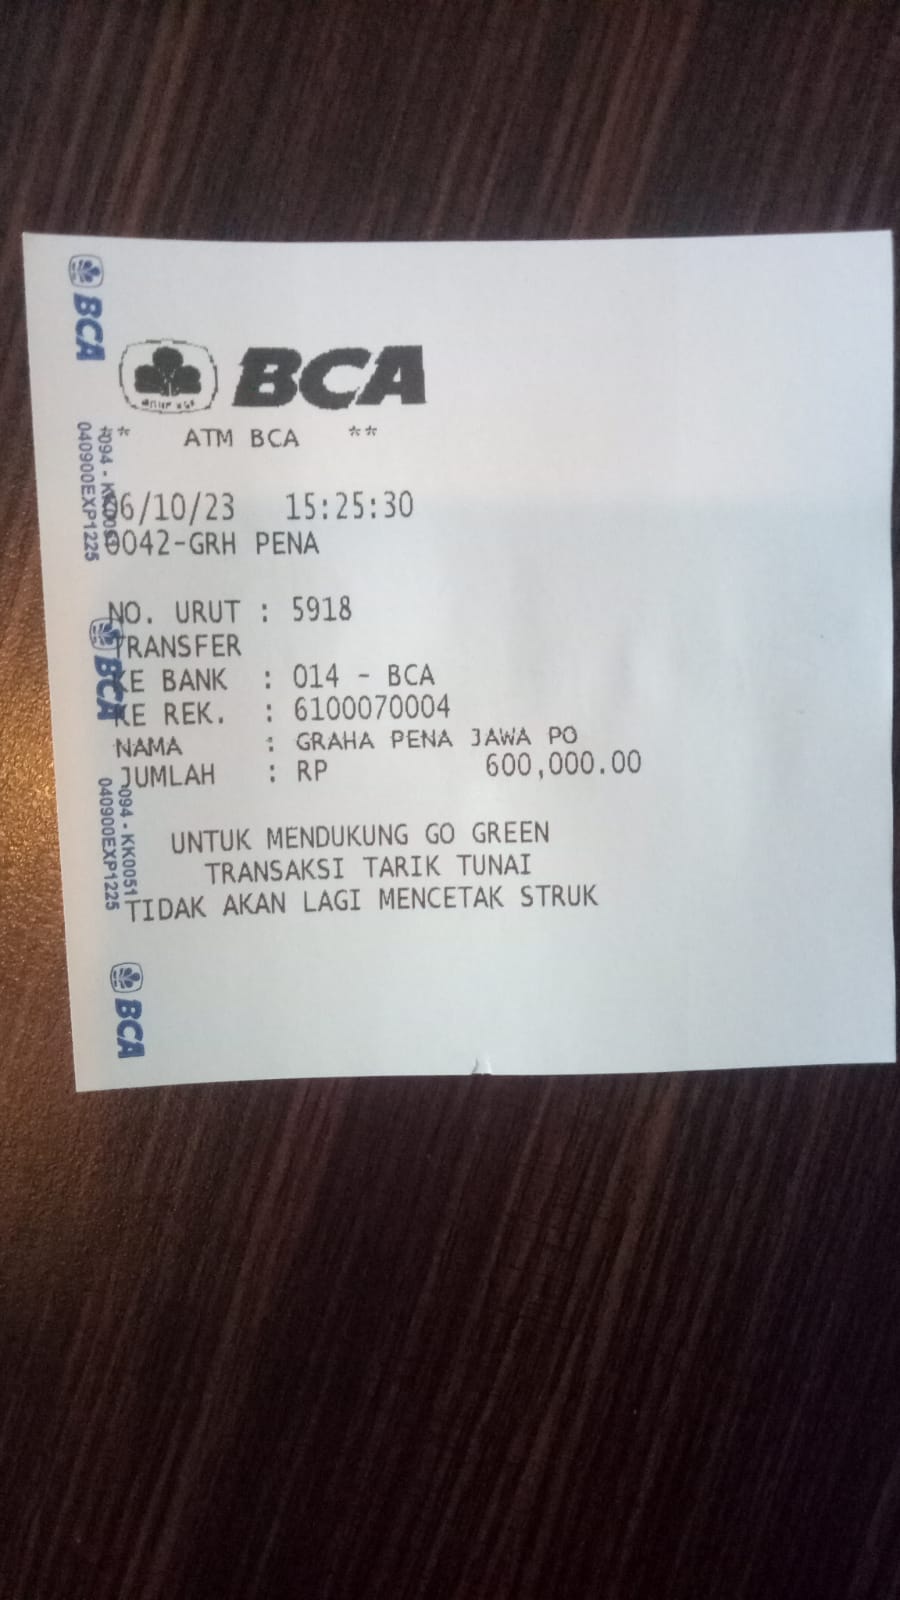 BCA
* ATM BCA **
06/10/23 15:25:30
0042-GRH PENA
NO. URUT : 5918
TRANSFER
KE BANK : 014 - BCA
KE REK. : 6100070004
NAMA : GRAHA PENA JAWA PO
JUMLAH : RP 600,000.00
UNTUK MENDUKUNG GO GREEN
TRANSAKSI TARIK TUNAI
TIDAK AKAN LAGI MENCETAK STRUK
BCA
094 - KK0051
040900EXP1225
BCA
094 - KK0051
040900EXP1225
BCA